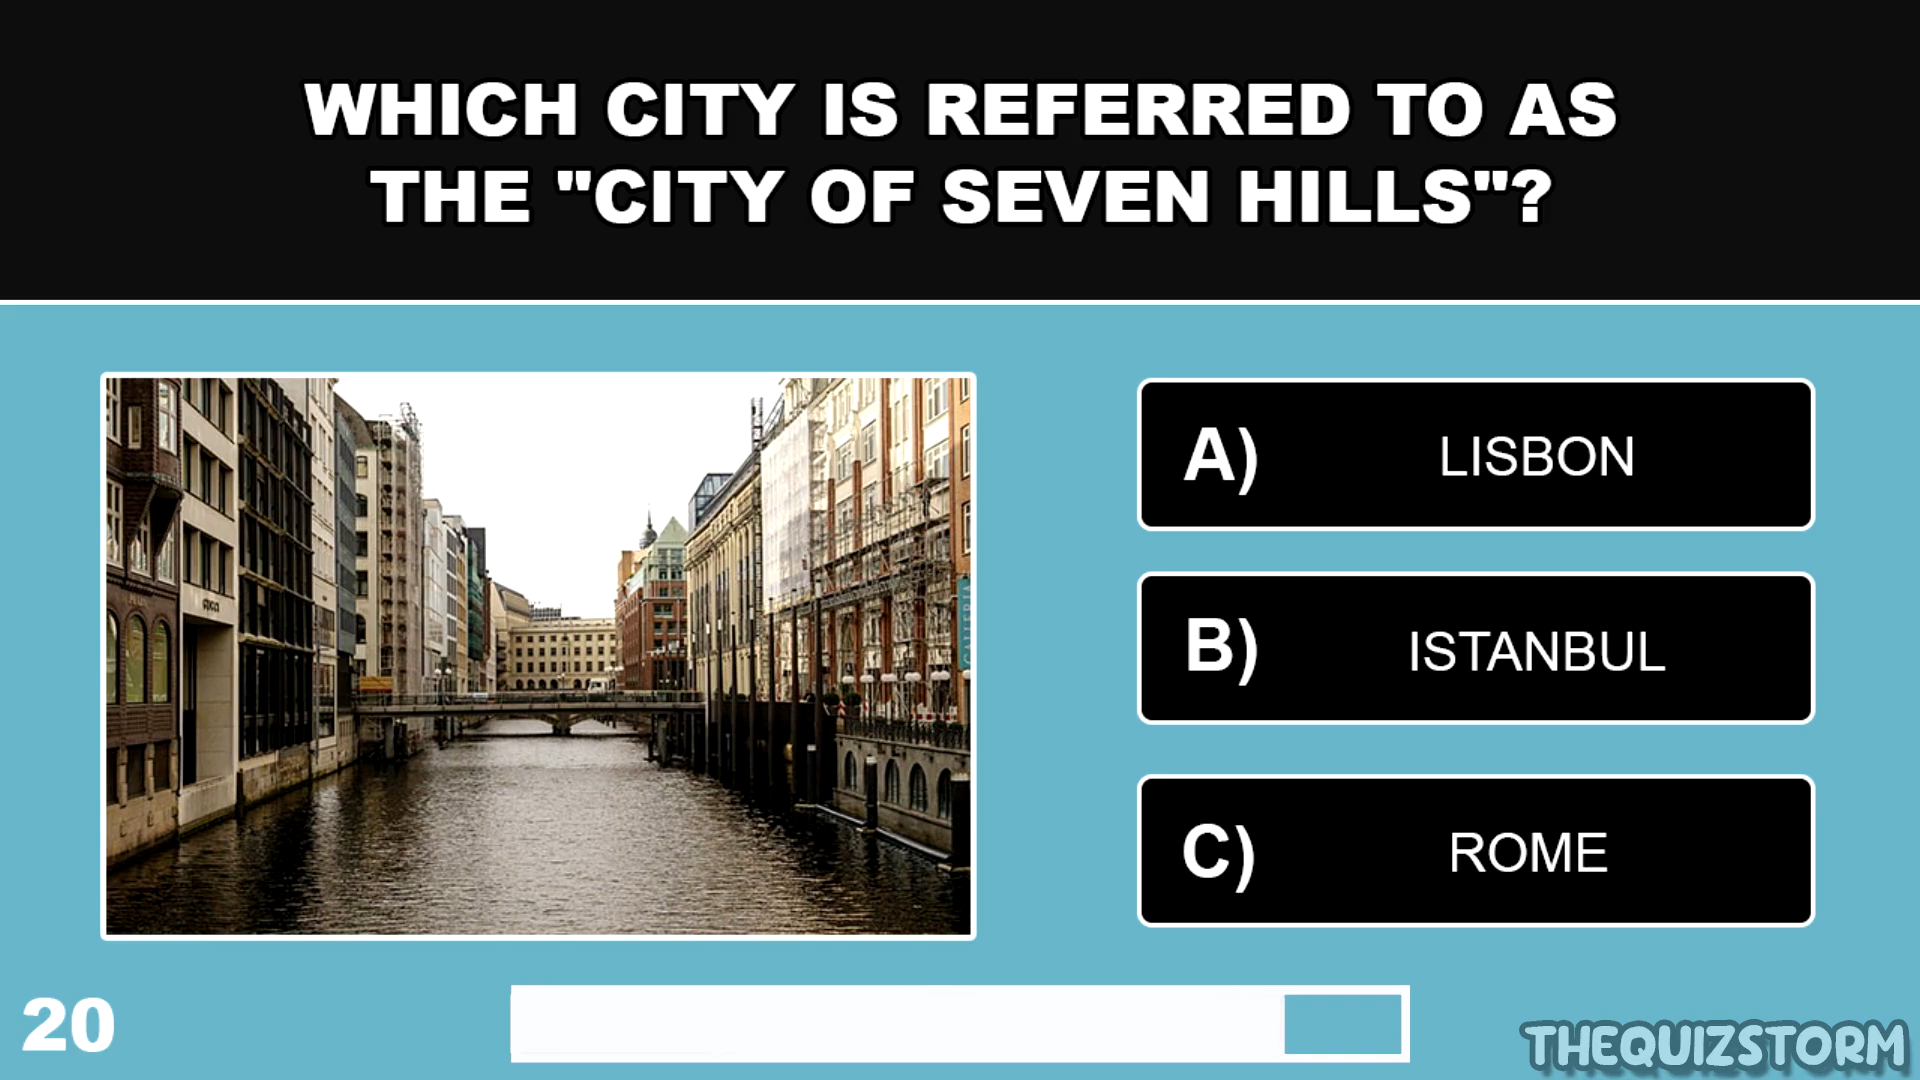 WHICH CITY IS REFERRED TO AS
THE "CITY OF SEVEN HILLS"?
A) LISBON
B) ISTANBUL
C) ROME
20
THEQUIZSTORM